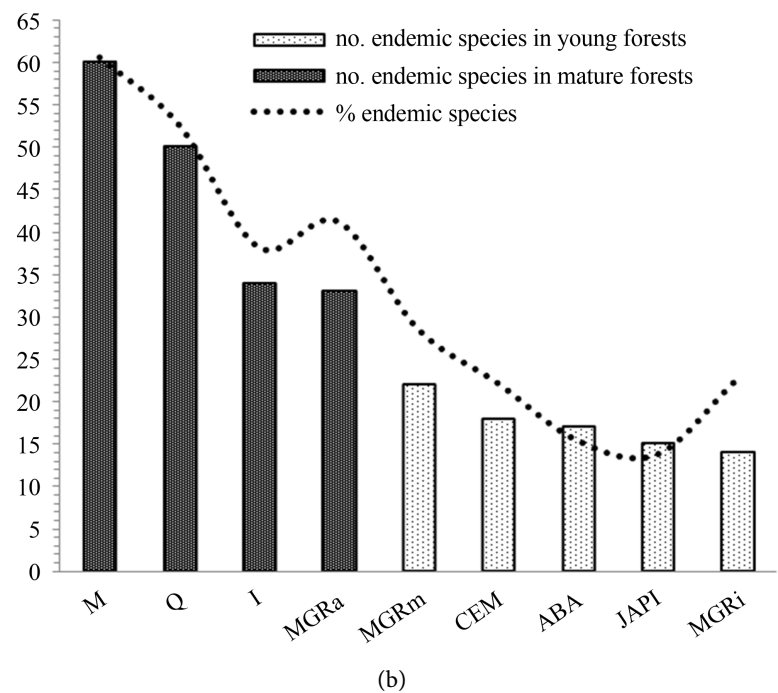 65
60
55
50
45
40
35
30
25
20
15
10
5
0
no. endemic species in young forests
no. endemic species in mature forests
% endemic species
M Q I MGRa MGRm CEM ABA JAPI MGRi
(b)